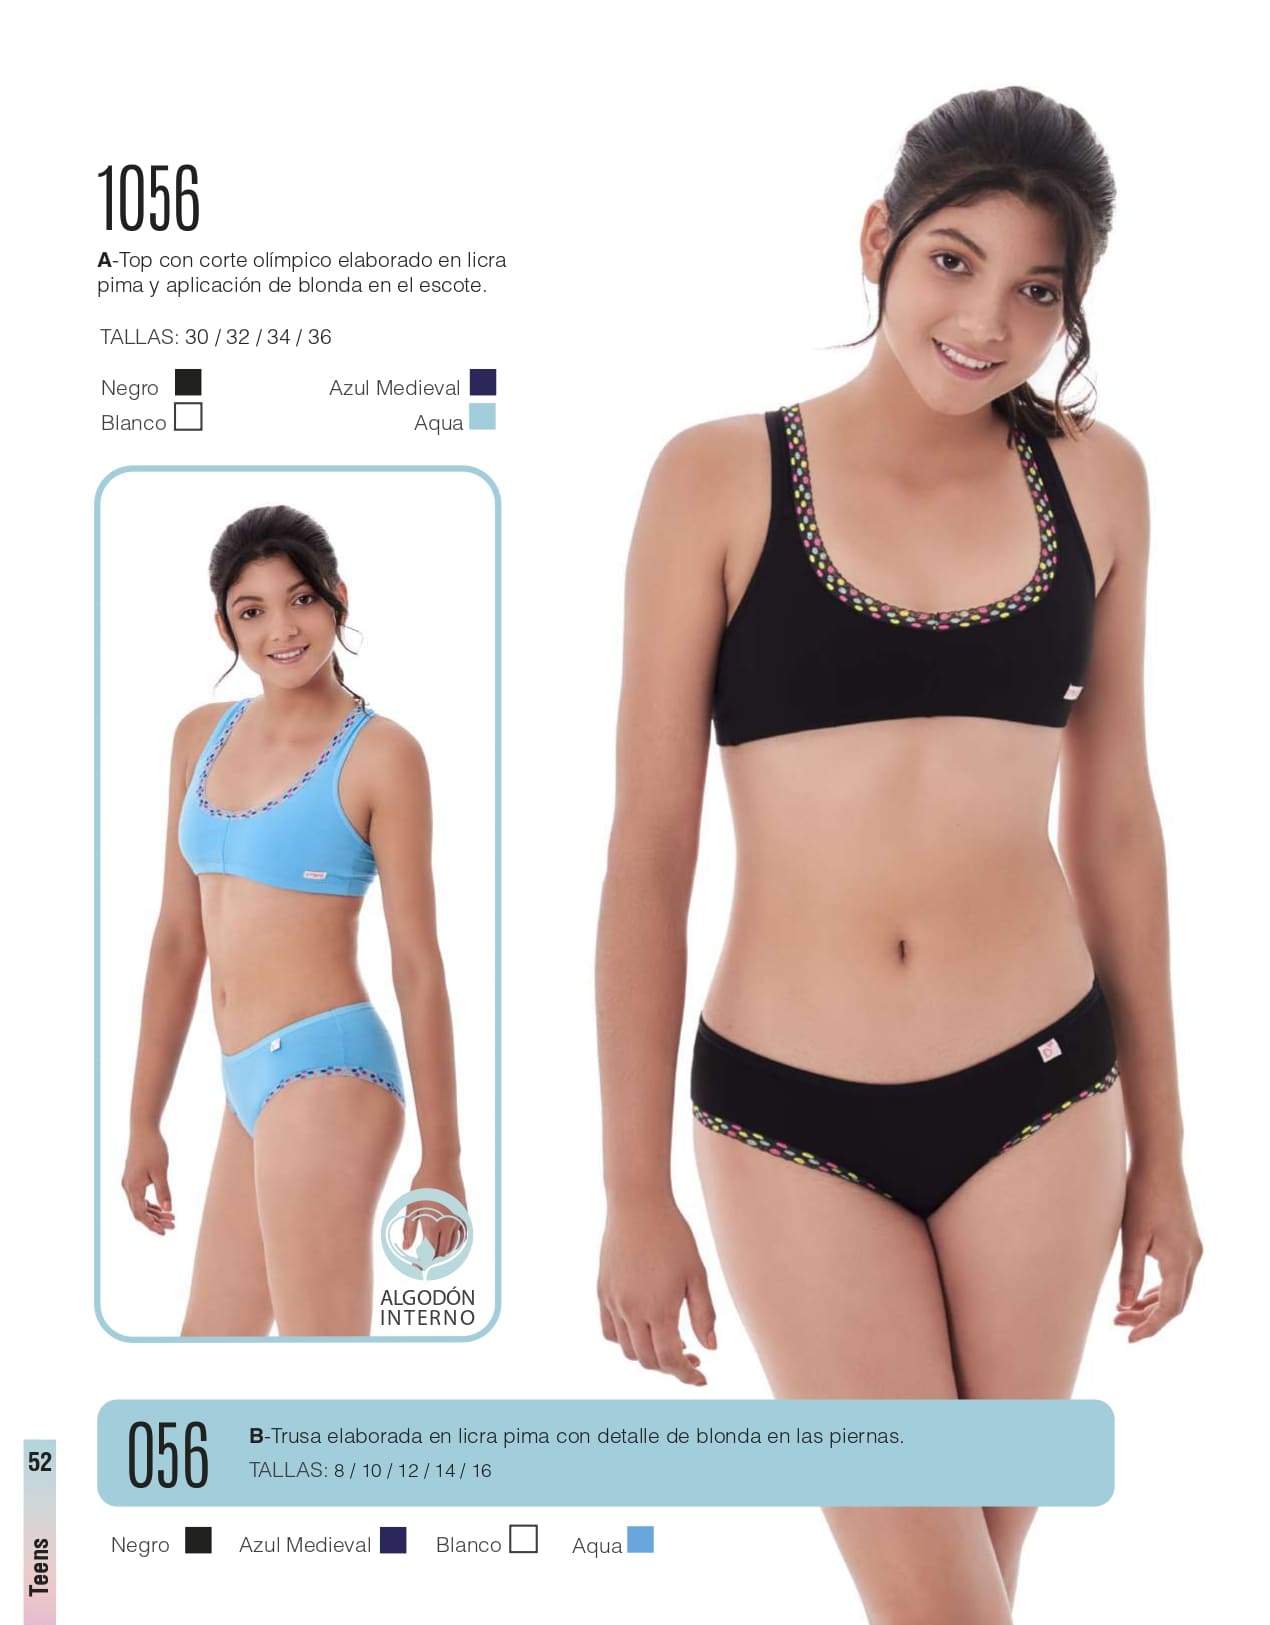 1056
A-Top con corte olímpico elaborado en licra
pima y aplicación de blonda en el escote.
TALLAS: 30 / 32 / 34 / 36
Negro
Azul Medieval
Blanco
Aqua
ALGODÓN
INTERNO
056
B-Trusa elaborada en licra pima con detalle de blonda en las piernas.
TALLAS: 8 / 10 / 12 / 14 / 16
Negro
Azul Medieval
Blanco
Aqua
52
Teens